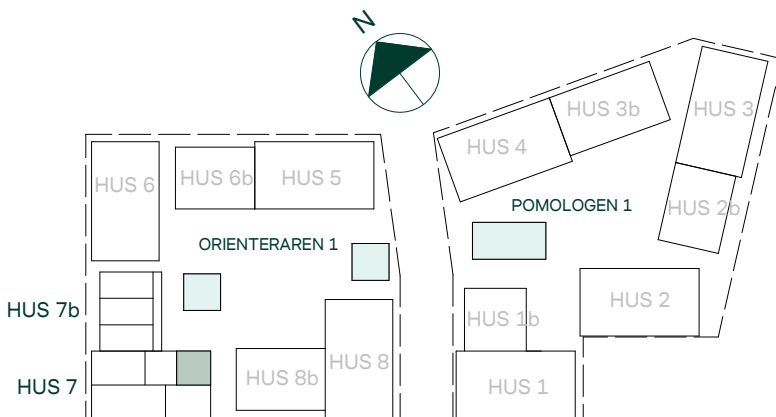 N
HUS 3b
HUS 3
HUS 4
HUS 6
HUS 6b
HUS 5
POMOLOGEN 1
HUS 2b
ORIENTERAREN 1
HUS 7b
HUS 2
HUS 1b
HUS 8
HUS 8b
HUS 7
HUS 1